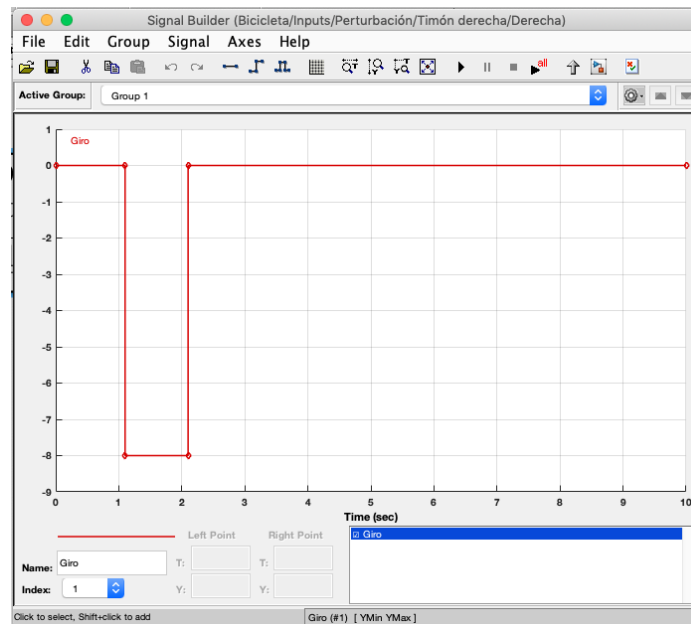 Signal Builder (Bicicleta/Inputs/Perturbación/Timón derecha/Derecha)
File Edit Group Signal Axes Help
all
Active Group: Group 1
1
Giro
0
-1
-2
-3
-4
-5
-6
-7
-8
-9
0 1 2 3 4 5 6 7 8 9 10
Time (sec)
Left Point Right Point
Giro
Name: Giro
T: T:
Index: 1
Y: Y:
Click to select, Shift+click to add
Giro (#1) [ YMin YMax ]